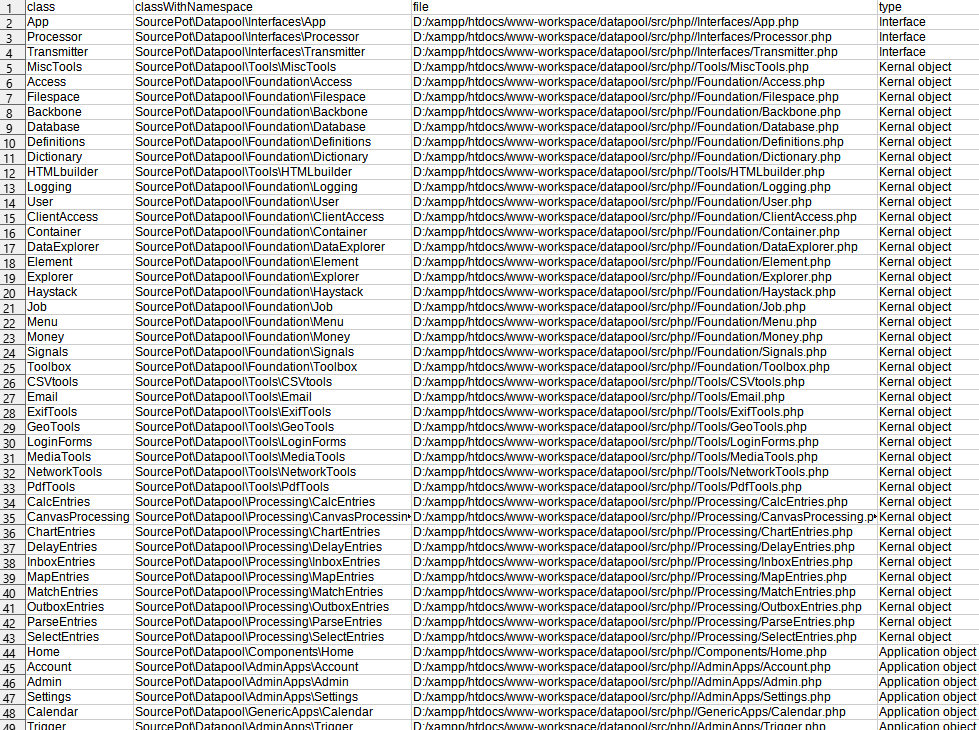 1 class classWithNamespace file type
2 App SourcePot\Datapool\Interfaces\App D:/xampp/htdocs/www-workspace/datapool/src/php//Interfaces/App.php Interface
3 Processor SourcePot\Datapool\Interfaces\Processor D:/xampp/htdocs/www-workspace/datapool/src/php//Interfaces/Processor.php Interface
4 Transmitter SourcePot\Datapool\Interfaces\Transmitter D:/xampp/htdocs/www-workspace/datapool/src/php//Interfaces/Transmitter.php Interface
5 MiscTools SourcePot\Datapool\Tools\MiscTools D:/xampp/htdocs/www-workspace/datapool/src/php//Tools/MiscTools.php Kernal object
6 Access SourcePot\Datapool\Foundation\Access D:/xampp/htdocs/www-workspace/datapool/src/php//Foundation/Access.php Kernal object
7 Filespace SourcePot\Datapool\Foundation\Filespace D:/xampp/htdocs/www-workspace/datapool/src/php//Foundation/Filespace.php Kernal object
8 Backbone SourcePot\Datapool\Foundation\Backbone D:/xampp/htdocs/www-workspace/datapool/src/php//Foundation/Backbone.php Kernal object
9 Database SourcePot\Datapool\Foundation\Database D:/xampp/htdocs/www-workspace/datapool/src/php//Foundation/Database.php Kernal object
10 Definitions SourcePot\Datapool\Foundation\Definitions D:/xampp/htdocs/www-workspace/datapool/src/php//Foundation/Definitions.php Kernal object
11 Dictionary SourcePot\Datapool\Foundation\Dictionary D:/xampp/htdocs/www-workspace/datapool/src/php//Foundation/Dictionary.php Kernal object
12 HTMLbuilder SourcePot\Datapool\Tools\HTMLbuilder D:/xampp/htdocs/www-workspace/datapool/src/php//Tools/HTMLbuilder.php Kernal object
13 Logging SourcePot\Datapool\Foundation\Logging D:/xampp/htdocs/www-workspace/datapool/src/php//Foundation/Logging.php Kernal object
14 User SourcePot\Datapool\Foundation\User D:/xampp/htdocs/www-workspace/datapool/src/php//Foundation/User.php Kernal object
15 ClientAccess SourcePot\Datapool\Foundation\ClientAccess D:/xampp/htdocs/www-workspace/datapool/src/php//Foundation/ClientAccess.php Kernal object
16 Container SourcePot\Datapool\Foundation\Container D:/xampp/htdocs/www-workspace/datapool/src/php//Foundation/Container.php Kernal object
17 DataExplorer SourcePot\Datapool\Foundation\DataExplorer D:/xampp/htdocs/www-workspace/datapool/src/php//Foundation/DataExplorer.php Kernal object
18 Element SourcePot\Datapool\Foundation\Element D:/xampp/htdocs/www-workspace/datapool/src/php//Foundation/Element.php Kernal object
19 Explorer SourcePot\Datapool\Foundation\Explorer D:/xampp/htdocs/www-workspace/datapool/src/php//Foundation/Explorer.php Kernal object
20 Haystack SourcePot\Datapool\Foundation\Haystack D:/xampp/htdocs/www-workspace/datapool/src/php//Foundation/Haystack.php Kernal object
21 Job SourcePot\Datapool\Foundation\Job D:/xampp/htdocs/www-workspace/datapool/src/php//Foundation/Job.php Kernal object
22 Menu SourcePot\Datapool\Foundation\Menu D:/xampp/htdocs/www-workspace/datapool/src/php//Foundation/Menu.php Kernal object
23 Money SourcePot\Datapool\Foundation\Money D:/xampp/htdocs/www-workspace/datapool/src/php//Foundation/Money.php Kernal object
24 Signals SourcePot\Datapool\Foundation\Signals D:/xampp/htdocs/www-workspace/datapool/src/php//Foundation/Signals.php Kernal object
25 Toolbox SourcePot\Datapool\Foundation\Toolbox D:/xampp/htdocs/www-workspace/datapool/src/php//Foundation/Toolbox.php Kernal object
26 CSVtools SourcePot\Datapool\Tools\CSVtools D:/xampp/htdocs/www-workspace/datapool/src/php//Tools/CSVtools.php Kernal object
27 Email SourcePot\Datapool\Tools\Email D:/xampp/htdocs/www-workspace/datapool/src/php//Tools/Email.php Kernal object
28 ExifTools SourcePot\Datapool\Tools\ExifTools D:/xampp/htdocs/www-workspace/datapool/src/php//Tools/ExifTools.php Kernal object
29 GeoTools SourcePot\Datapool\Tools\GeoTools D:/xampp/htdocs/www-workspace/datapool/src/php//Tools/GeoTools.php Kernal object
30 LoginForms SourcePot\Datapool\Tools\LoginForms D:/xampp/htdocs/www-workspace/datapool/src/php//Tools/LoginForms.php Kernal object
31 MediaTools SourcePot\Datapool\Tools\MediaTools D:/xampp/htdocs/www-workspace/datapool/src/php//Tools/MediaTools.php Kernal object
32 NetworkTools SourcePot\Datapool\Tools\NetworkTools D:/xampp/htdocs/www-workspace/datapool/src/php//Tools/NetworkTools.php Kernal object
33 PdfTools SourcePot\Datapool\Tools\PdfTools D:/xampp/htdocs/www-workspace/datapool/src/php//Tools/PdfTools.php Kernal object
34 CalcEntries SourcePot\Datapool\Processing\CalcEntries D:/xampp/htdocs/www-workspace/datapool/src/php//Processing/CalcEntries.php Kernal object
35 CanvasProcessing SourcePot\Datapool\Processing\CanvasProcessin D:/xampp/htdocs/www-workspace/datapool/src/php//Processing/CanvasProcessing.p Kernal object
36 ChartEntries SourcePot\Datapool\Processing\ChartEntries D:/xampp/htdocs/www-workspace/datapool/src/php//Processing/ChartEntries.php Kernal object
37 DelayEntries SourcePot\Datapool\Processing\DelayEntries D:/xampp/htdocs/www-workspace/datapool/src/php//Processing/DelayEntries.php Kernal object
38 InboxEntries SourcePot\Datapool\Processing\InboxEntries D:/xampp/htdocs/www-workspace/datapool/src/php//Processing/InboxEntries.php Kernal object
39 MapEntries SourcePot\Datapool\Processing\MapEntries D:/xampp/htdocs/www-workspace/datapool/src/php//Processing/MapEntries.php Kernal object
40 MatchEntries SourcePot\Datapool\Processing\MatchEntries D:/xampp/htdocs/www-workspace/datapool/src/php//Processing/MatchEntries.php Kernal object
41 OutboxEntries SourcePot\Datapool\Processing\OutboxEntries D:/xampp/htdocs/www-workspace/datapool/src/php//Processing/OutboxEntries.php Kernal object
42 ParseEntries SourcePot\Datapool\Processing\ParseEntries D:/xampp/htdocs/www-workspace/datapool/src/php//Processing/ParseEntries.php Kernal object
43 SelectEntries SourcePot\Datapool\Processing\SelectEntries D:/xampp/htdocs/www-workspace/datapool/src/php//Processing/SelectEntries.php Kernal object
44 Home SourcePot\Datapool\Components\Home D:/xampp/htdocs/www-workspace/datapool/src/php//Components/Home.php Application object
45 Account SourcePot\Datapool\AdminApps\Account D:/xampp/htdocs/www-workspace/datapool/src/php//AdminApps/Account.php Application object
46 Admin SourcePot\Datapool\AdminApps\Admin D:/xampp/htdocs/www-workspace/datapool/src/php//AdminApps/Admin.php Application object
47 Settings SourcePot\Datapool\AdminApps\Settings D:/xampp/htdocs/www-workspace/datapool/src/php//AdminApps/Settings.php Application object
48 Calendar SourcePot\Datapool\GenericApps\Calendar D:/xampp/htdocs/www-workspace/datapool/src/php//GenericApps/Calendar.php Application object
49 Trigger SourcePot\Datapool\AdminApps\Trigger D:/xampp/htdocs/www-workspace/datapool/src/php//AdminApps/Trigger.php Application object